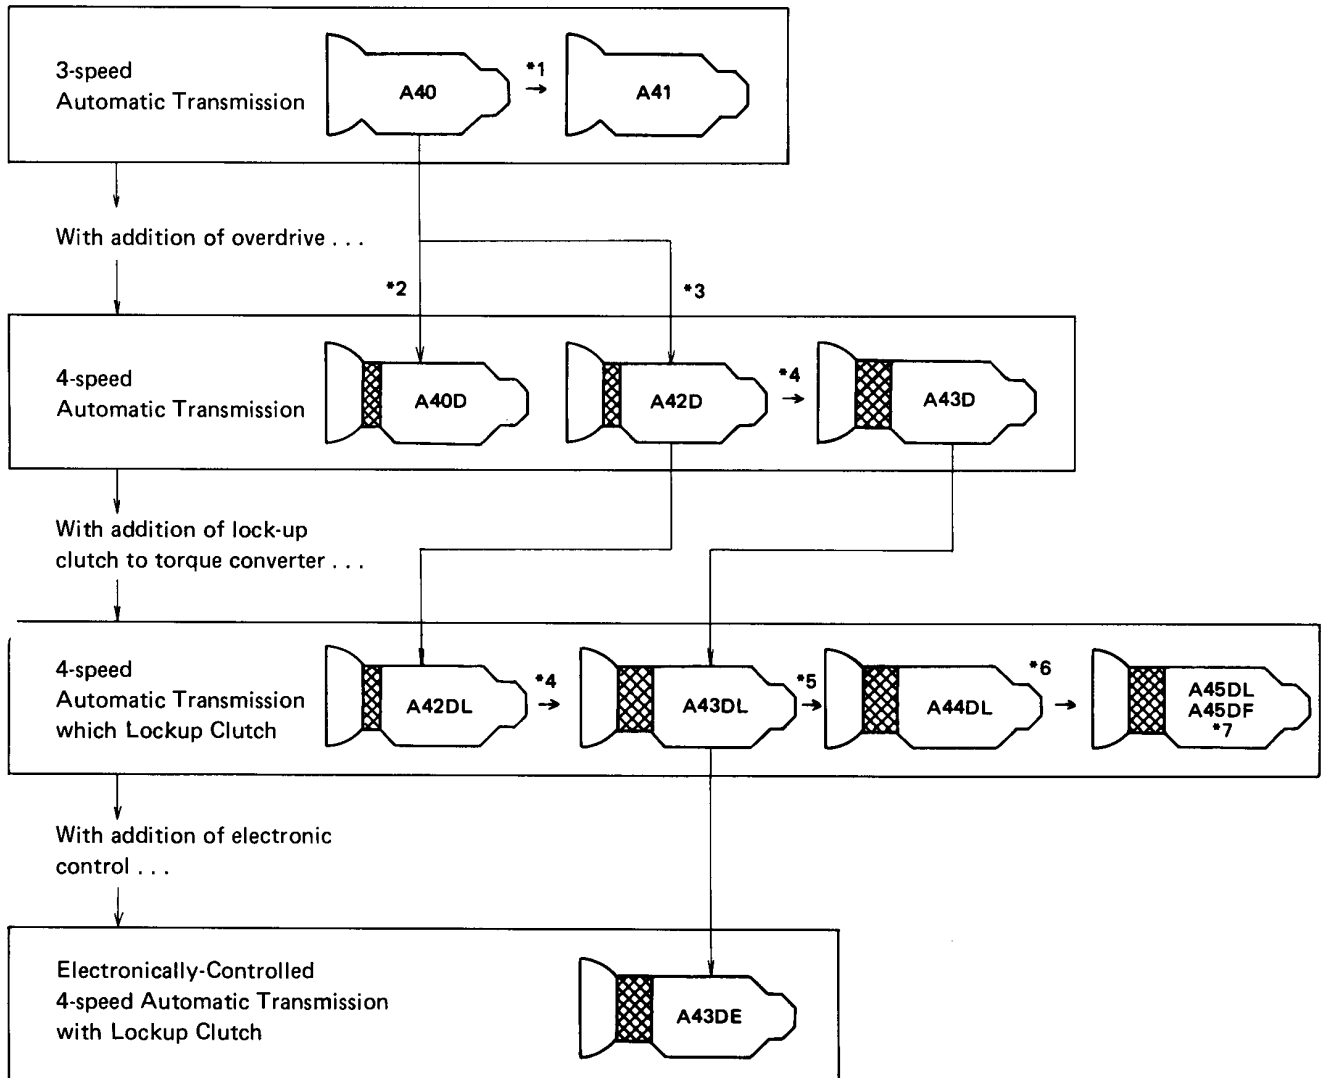 3-speed
Automatic Transmission
A40
*1
A41
With addition of overdrive . . .
*2
*3
4-speed
Automatic Transmission
A40D
A42D
*4
A43D
With addition of lock-up
clutch to torque converter . . .
4-speed
Automatic Transmission
which Lockup Clutch
A42DL
*4
A43DL
*5
A44DL
*6
A45DL
A45DF
*7
With addition of electronic
control . . .
Electronically-Controlled
4-speed Automatic Transmission
with Lockup Clutch
A43DE